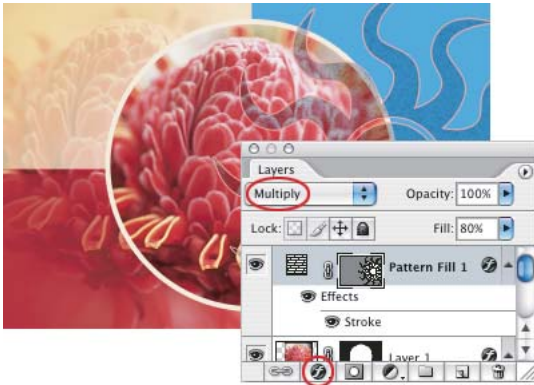 Layers
Multiply Opacity: 100%
Lock: Fill: 80%
Pattern Fill 1
Effects
Stroke
Layer 1